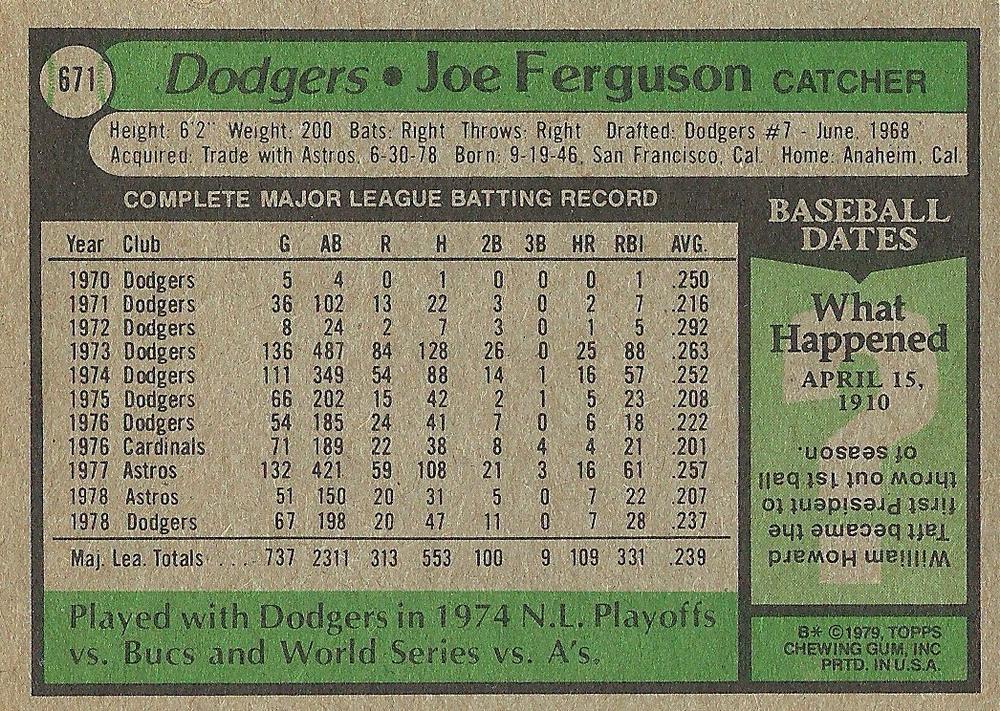 671
Dodgers • Joe Ferguson CATCHER
Height: 6'2" Weight: 200 Bats: Right Throws: Right Drafted: Dodgers #7 - June, 1968
Acquired: Trade with Astros, 6-30-78 Born: 9-19-46, San Francisco, Cal. Home: Anaheim, Cal.
COMPLETE MAJOR LEAGUE BATTING RECORD
Year Club G AB R H 2B 3B HR RBI AVG.
1970 Dodgers 5 4 0 1 0 0 0 1 .250
1971 Dodgers 36 102 13 22 3 0 2 7 .216
1972 Dodgers 8 24 2 7 3 0 1 5 .292
1973 Dodgers 136 487 84 128 26 0 25 88 .263
1974 Dodgers 111 349 54 88 14 1 16 57 .252
1975 Dodgers 66 202 15 42 2 1 5 23 .208
1976 Dodgers 54 185 24 41 7 0 6 18 .222
1976 Cardinals 71 189 22 38 8 4 4 21 .201
1977 Astros 132 421 59 108 21 3 16 61 .257
1978 Astros 51 150 20 31 5 0 7 22 .207
1978 Dodgers 67 198 20 47 11 0 7 28 .237
Maj. Lea. Totals .... 737 2311 313 553 100 9 109 331 .239
Played with Dodgers in 1974 N.L. Playoffs
vs. Bucs and World Series vs. A's.
BASEBALL
DATES
What
Happened
APRIL 15,
1910
?
William Howard
Taft became the
first President to
throw out 1st ball
of season.
B* ©1979, TOPPS
CHEWING GUM, INC
PRTD. IN U.S.A.